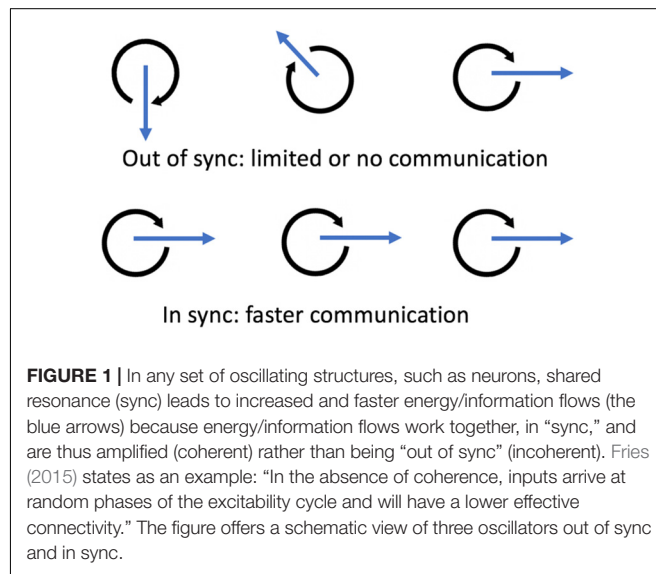 Out of sync: limited or no communication
In sync: faster communication
FIGURE 1 | In any set of oscillating structures, such as neurons, shared
resonance (sync) leads to increased and faster energy/information flows (the
blue arrows) because energy/information flows work together, in “sync,” and
are thus amplified (coherent) rather than being “out of sync” (incoherent). Fries
(2015) states as an example: “In the absence of coherence, inputs arrive at
random phases of the excitability cycle and will have a lower effective
connectivity.” The figure offers a schematic view of three oscillators out of sync
and in sync.